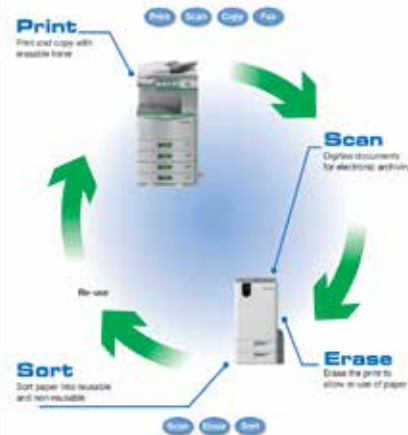 Print Scan Copy Fax
Print
Print and copy with
erasable toner
Scan
Digitise documents
for electronic archiving
Re-use
Sort
Sort paper into reusable
and non-reusable
Erase
Erase the print to
allow re-use of paper
Scan Erase Sort